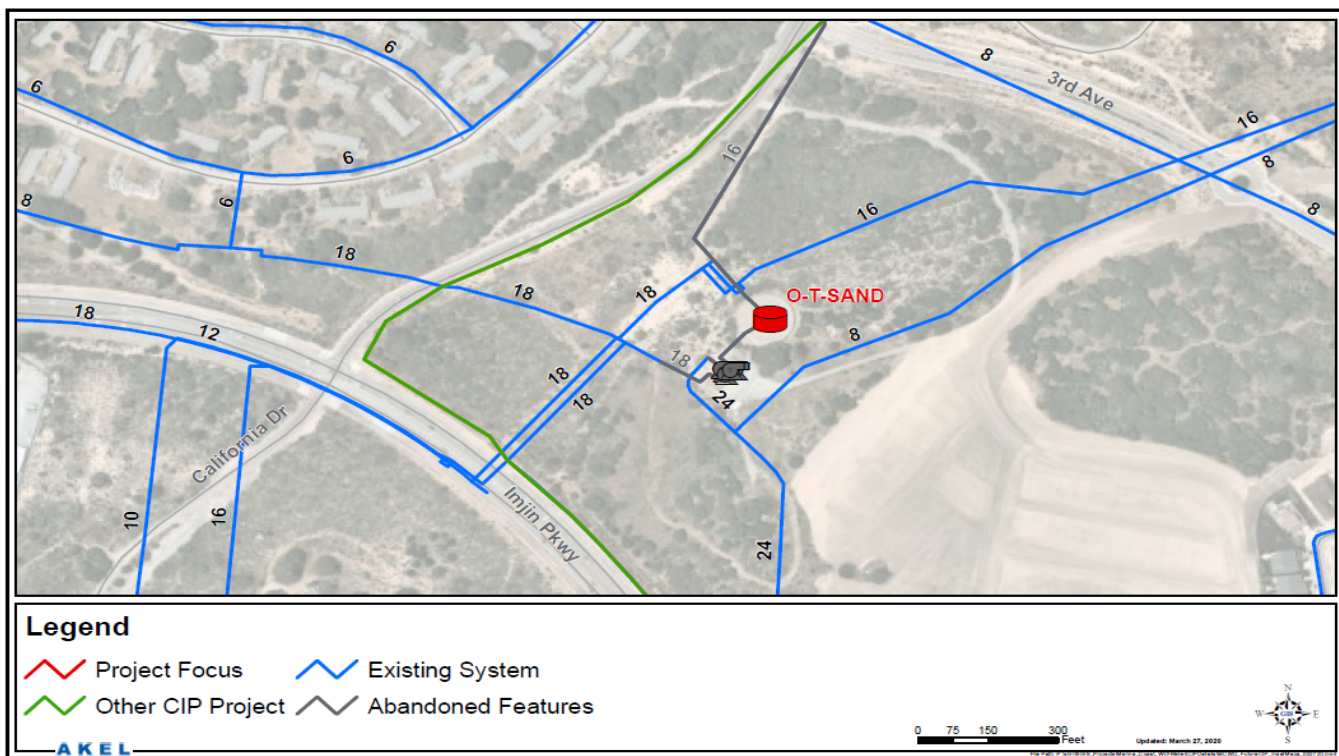 6
8
3rd Ave
6
16
8
6
16
6
16
8
8
18
18
18
O-T-SAND
18
12
8
18
18
18
24
California Dr
10
16
Imjin Pkwy
24
Legend
Project Focus
Existing System
Other CIP Project
Abandoned Features
N
W
E
S
GIS
0 75 150 300
Feet
Updated: March 27, 2020
AKEL